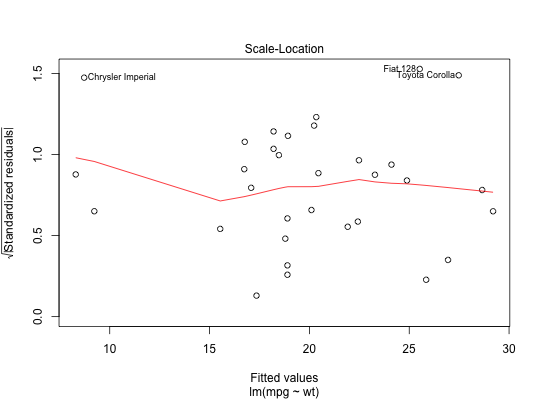 Scale-Location
√|Standardized residuals|
1.5
1.0
0.5
0.0
Chrysler Imperial
Fiat 128
Toyota Corolla
10
15
20
25
30
Fitted values
lm(mpg ~ wt)